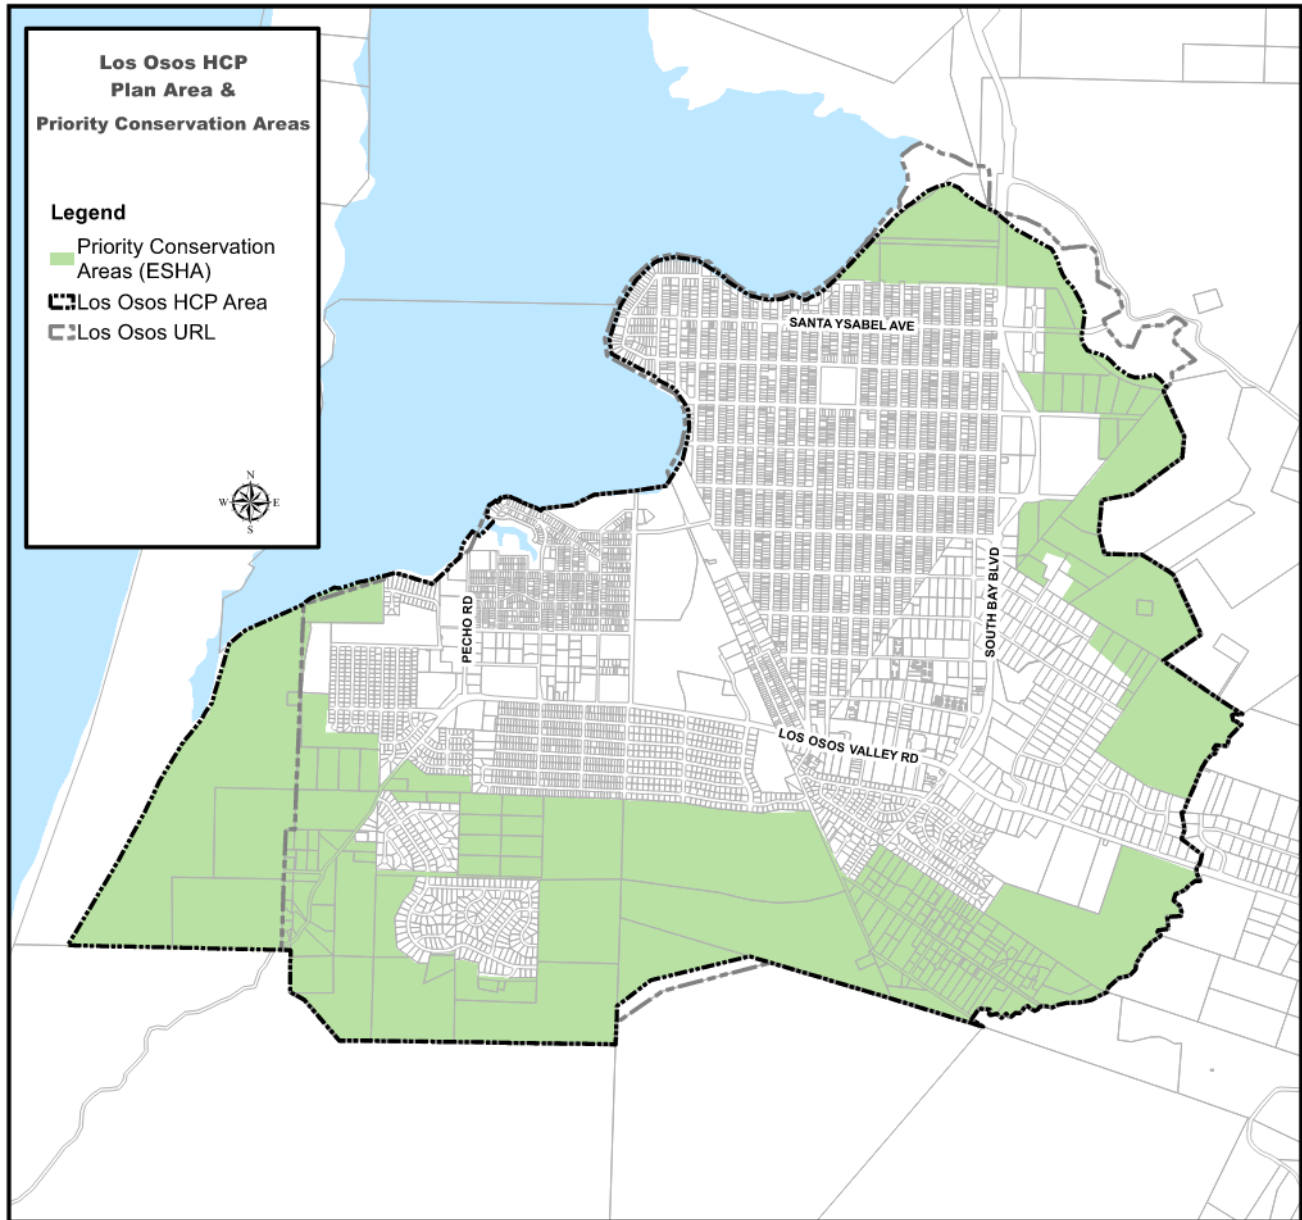 Los Osos HCP
Plan Area &
Priority Conservation Areas
Legend
Priority Conservation
Areas (ESHA)
Los Osos HCP Area
Los Osos URL
N
W E
S
SANTA YSABEL AVE
SOUTH BAY BLVD
PECHO RD
LOS OSOS VALLEY RD